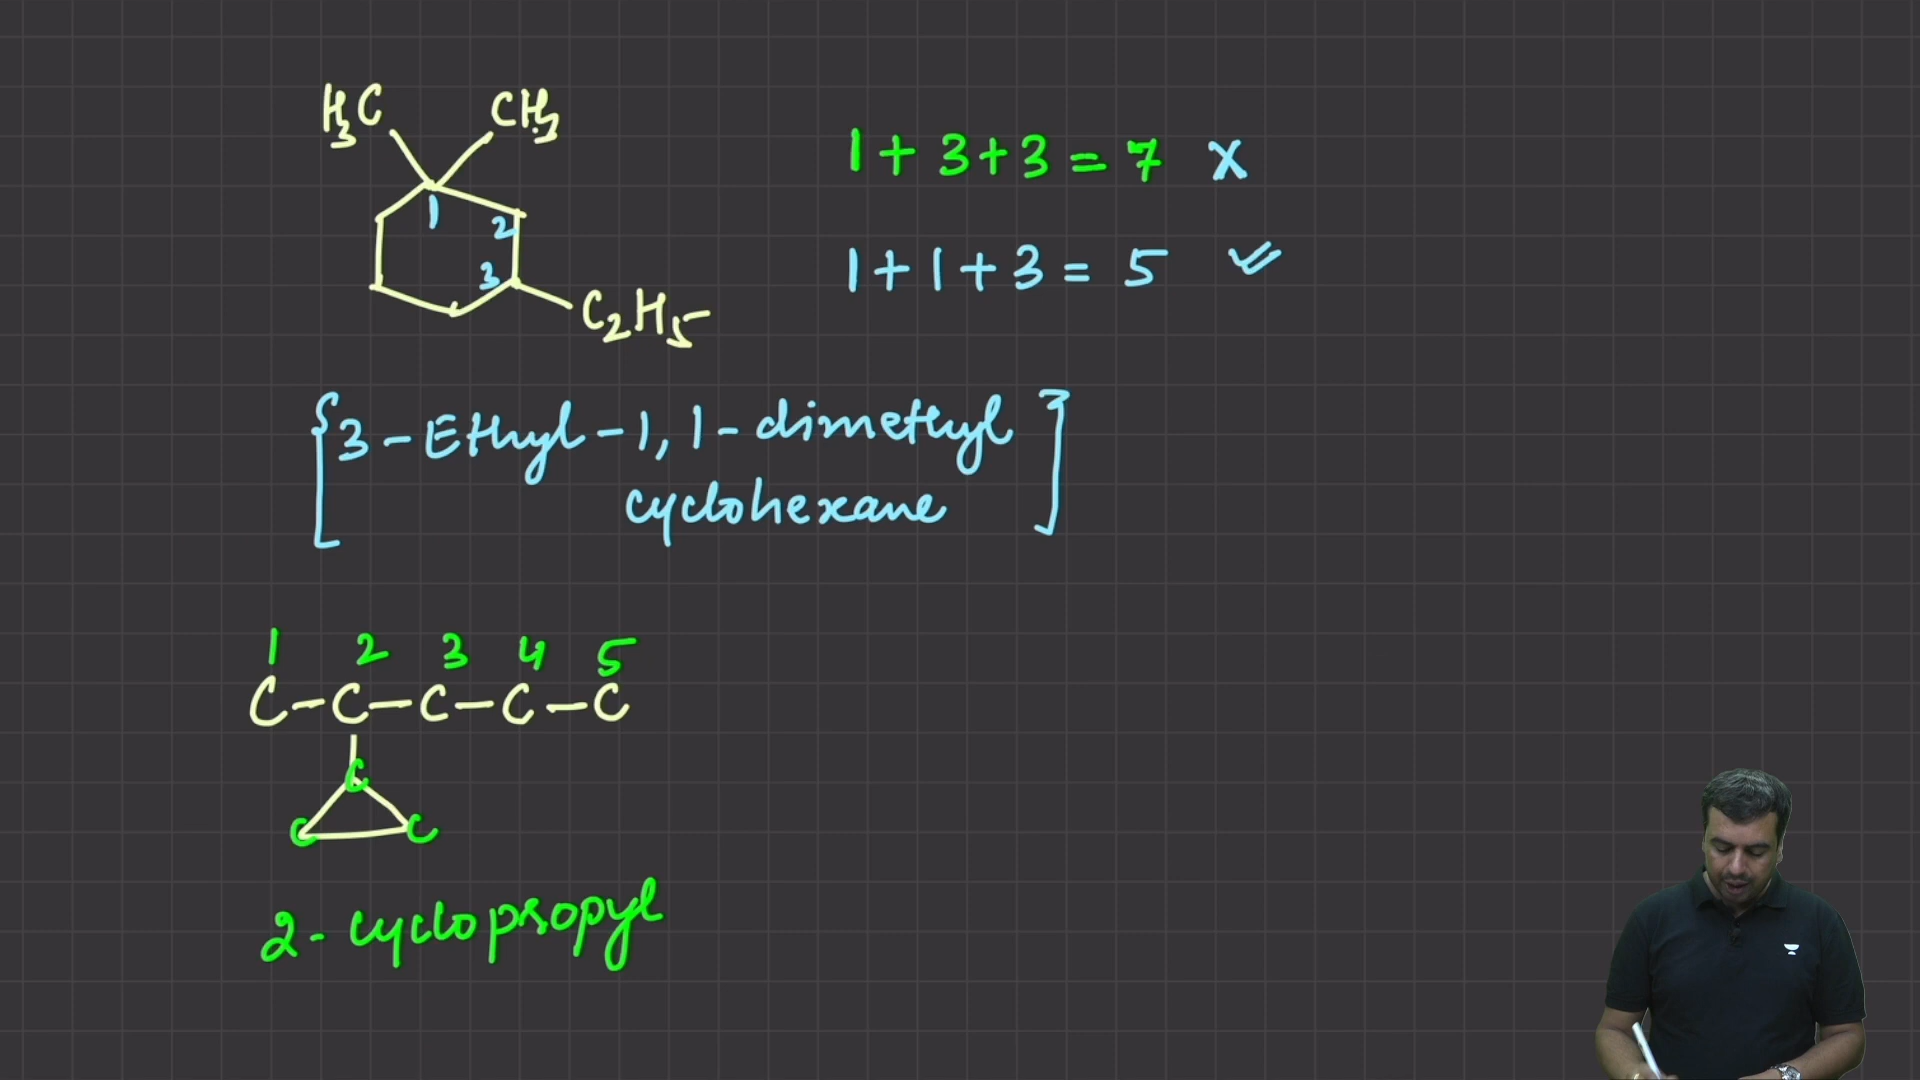 H₃C CH₃
1 + 3 + 3 = 7 x
1
2
1 + 1 + 3 = 5 ✓
3
C₂H₅
[3 - Ethyl - 1, 1 - dimethyl
cyclohexane]
1 2 3 4 5
C - C - C - C - C
C
C C
2 - cyclopropyl